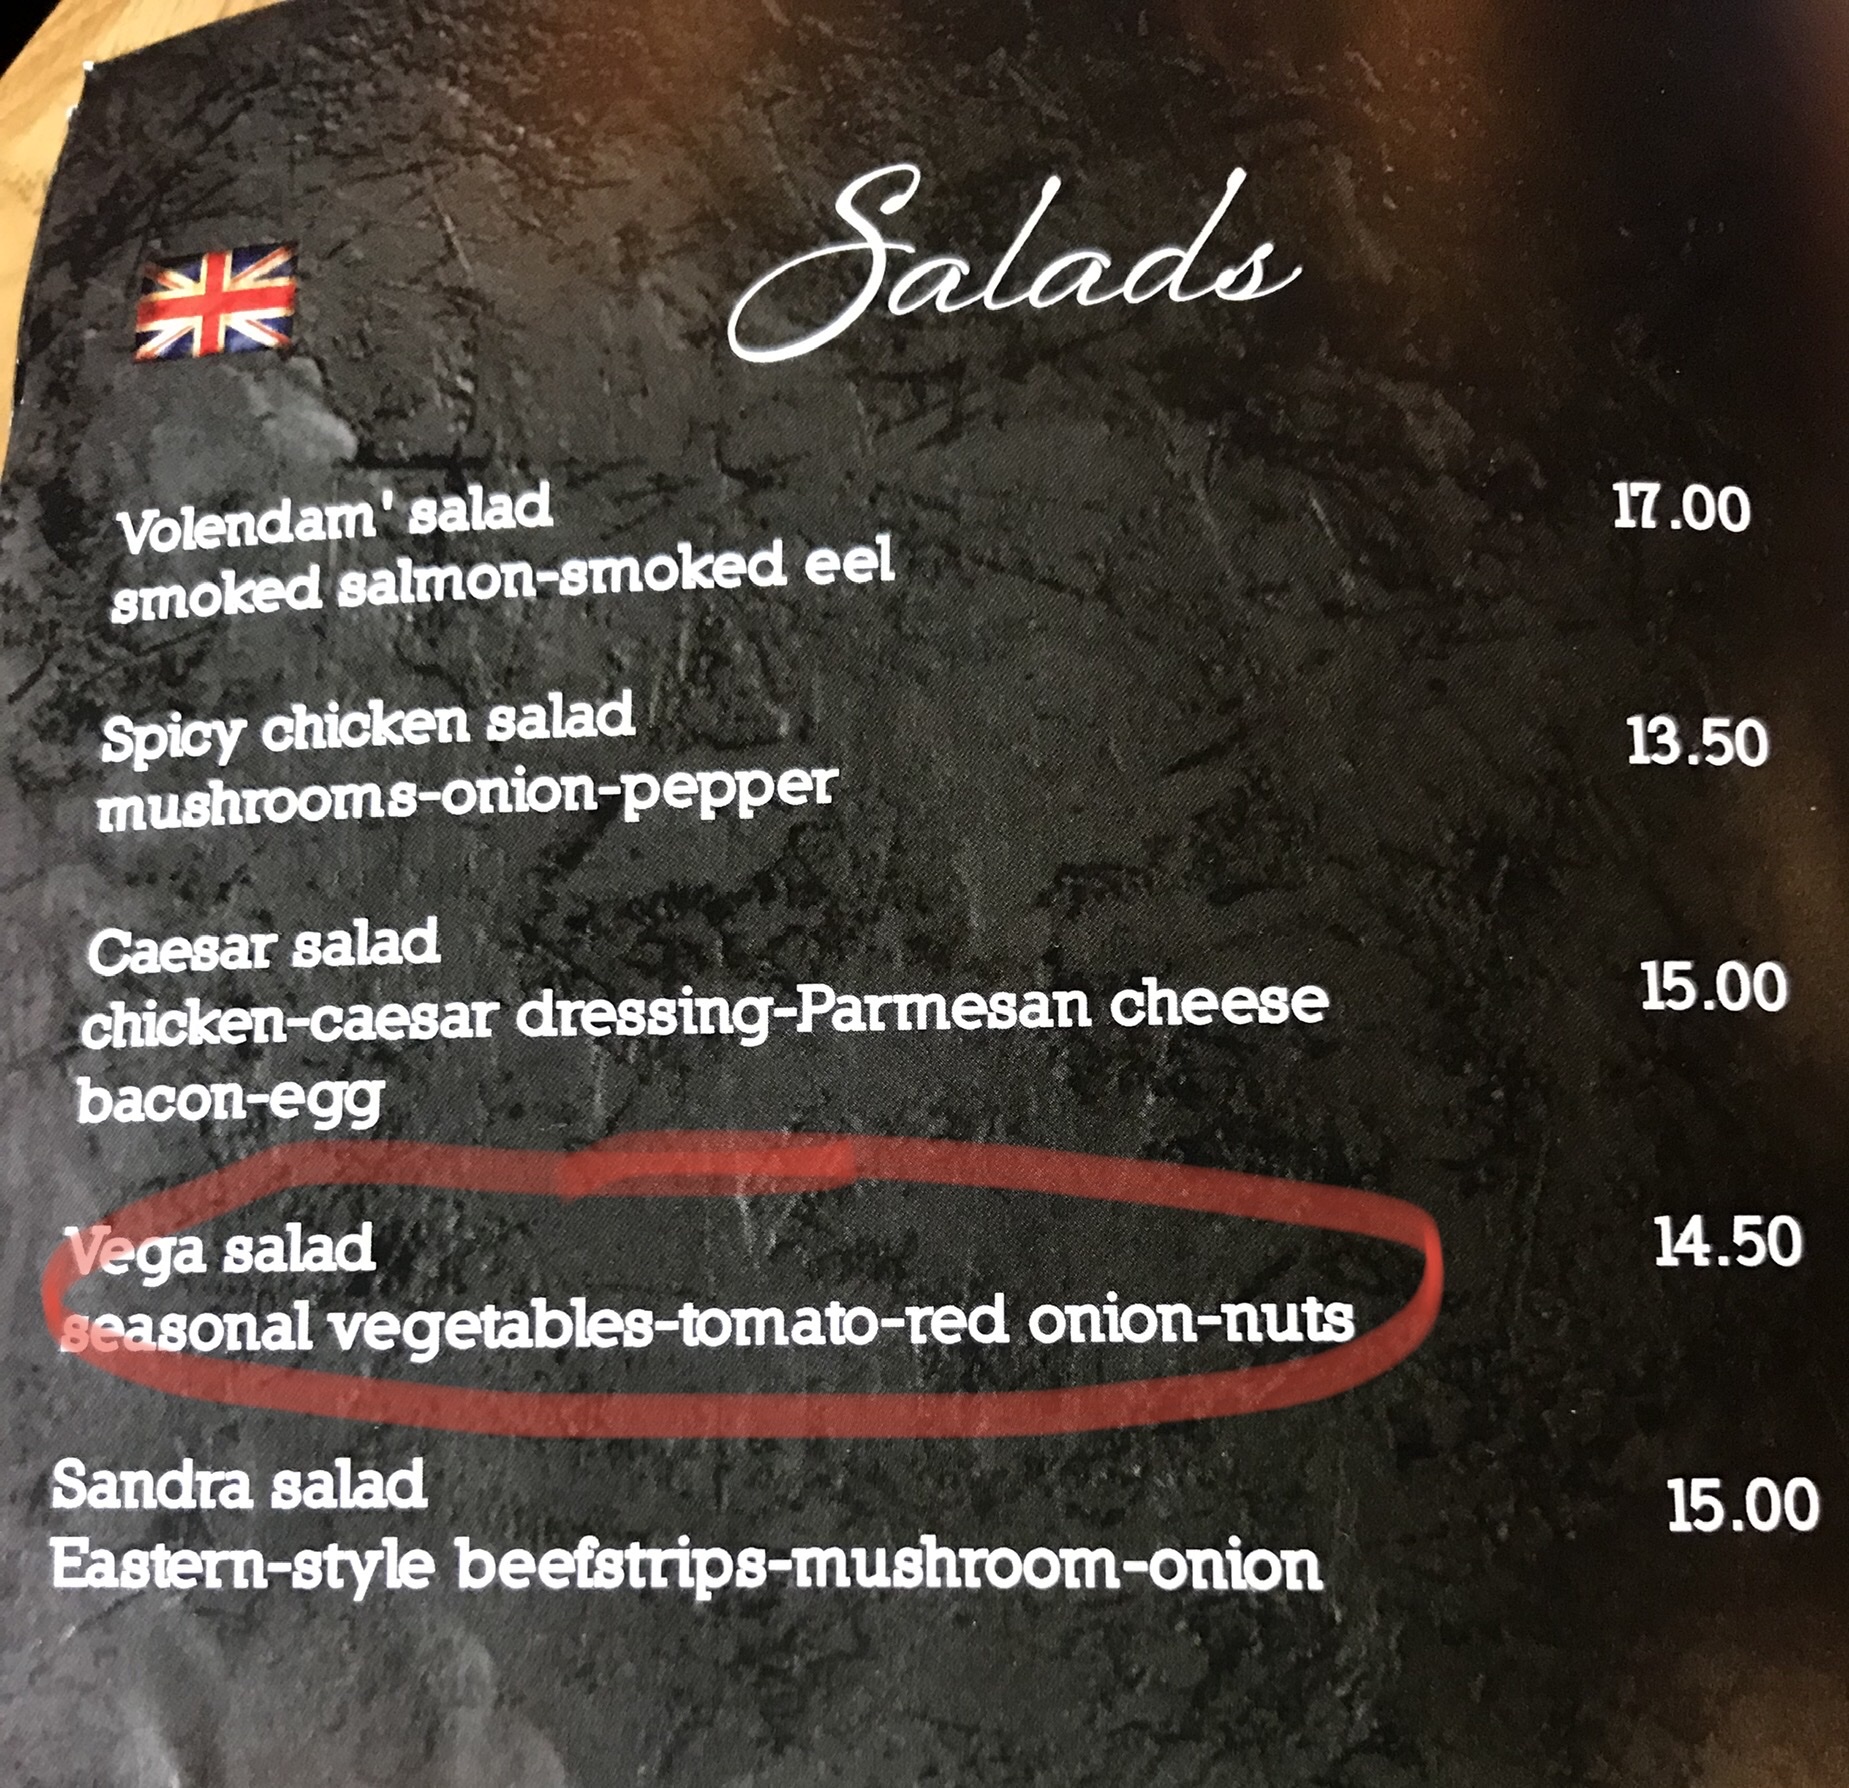 Salads
Volendam' salad 17.00
smoked salmon-smoked eel
Spicy chicken salad 13.50
mushrooms-onion-pepper
Caesar salad 15.00
chicken-caesar dressing-Parmesan cheese
bacon-egg
Vega salad 14.50
seasonal vegetables-tomato-red onion-nuts
Sandra salad 15.00
Eastern-style beefstrips-mushroom-onion